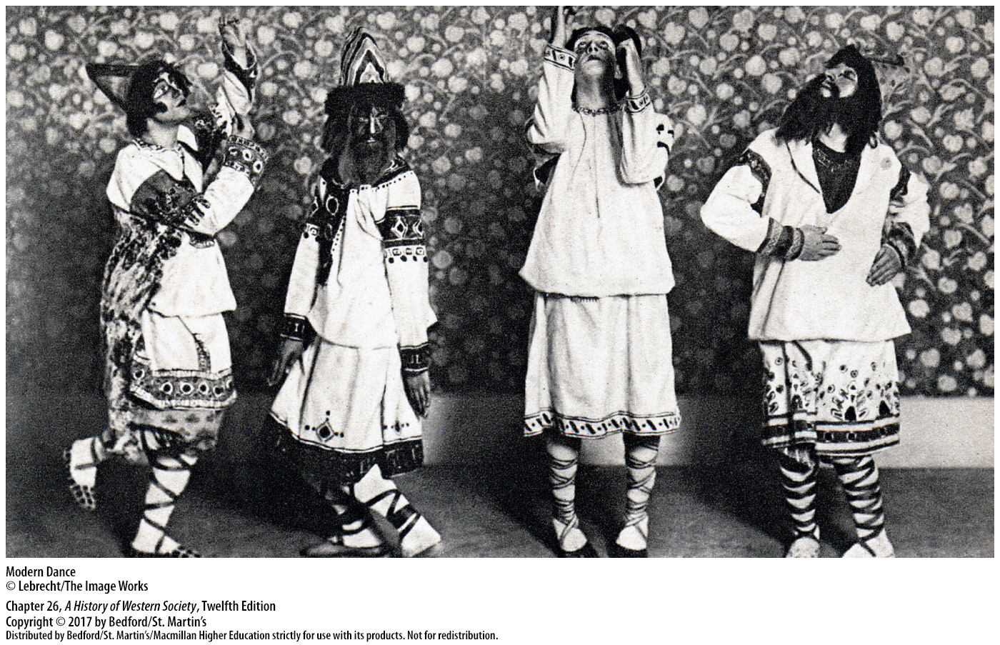 Modern Dance
© Lebrecht/The Image Works
Chapter 26, A History of Western Society, Twelfth Edition
Copyright © 2017 by Bedford/St. Martin’s
Distributed by Bedford/St. Martin’s/Macmillan Higher Education strictly for use with its products. Not for redistribution.